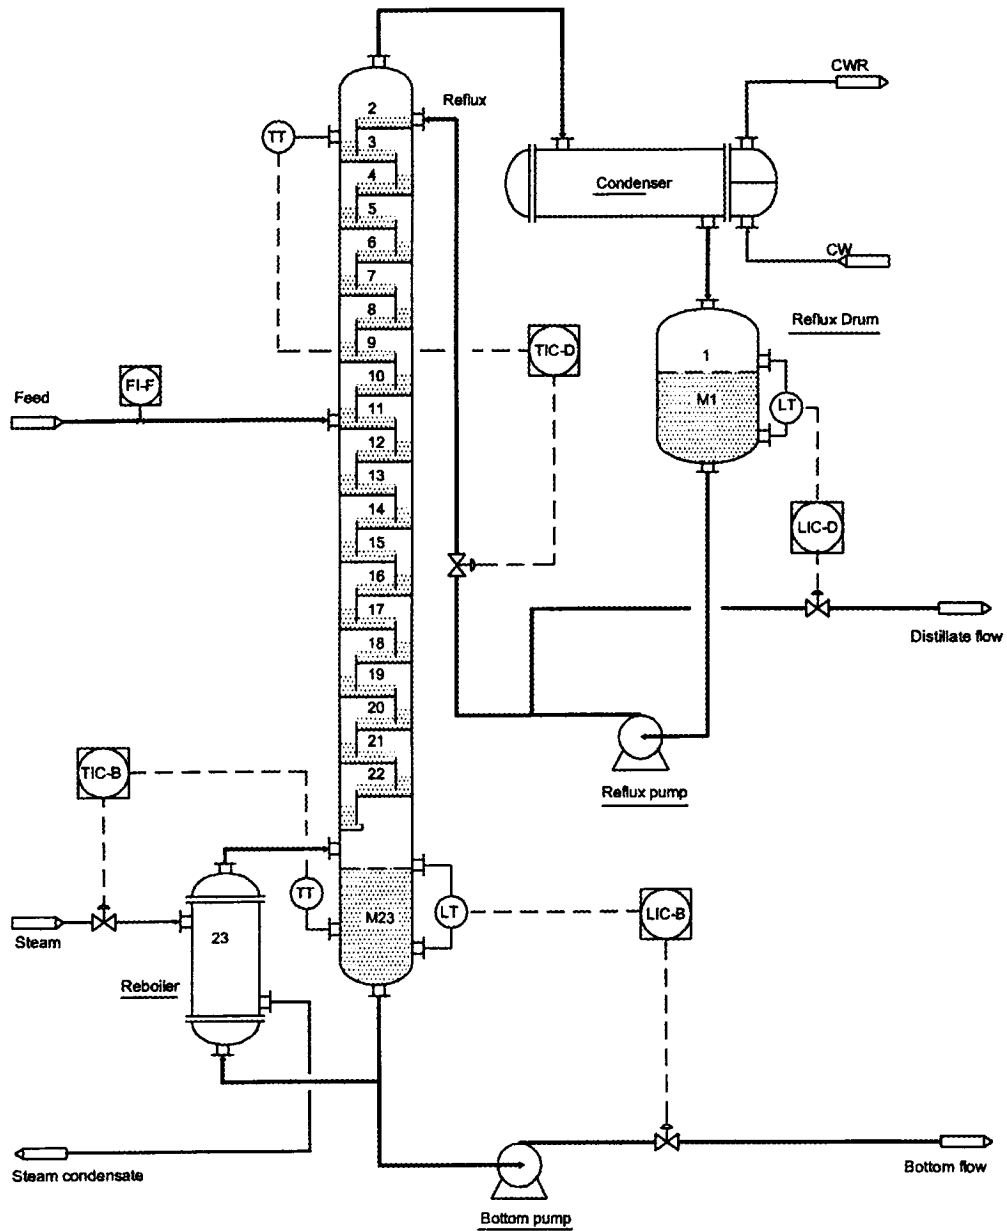 CWR
Reflux
2
TT
3
Condenser
4
5
6
CW
7
8
Reflux Drum
9
TIC-D
1
10
FI-F
Feed
M1
LT
11
12
13
14
LIC-D
15
16
17
Distillate flow
18
19
20
21
TIC-B
22
Reflux pump
TT
M23
LT
LIC-B
Steam
23
Reboiler
Steam condensate
Bottom flow
Bottom pump